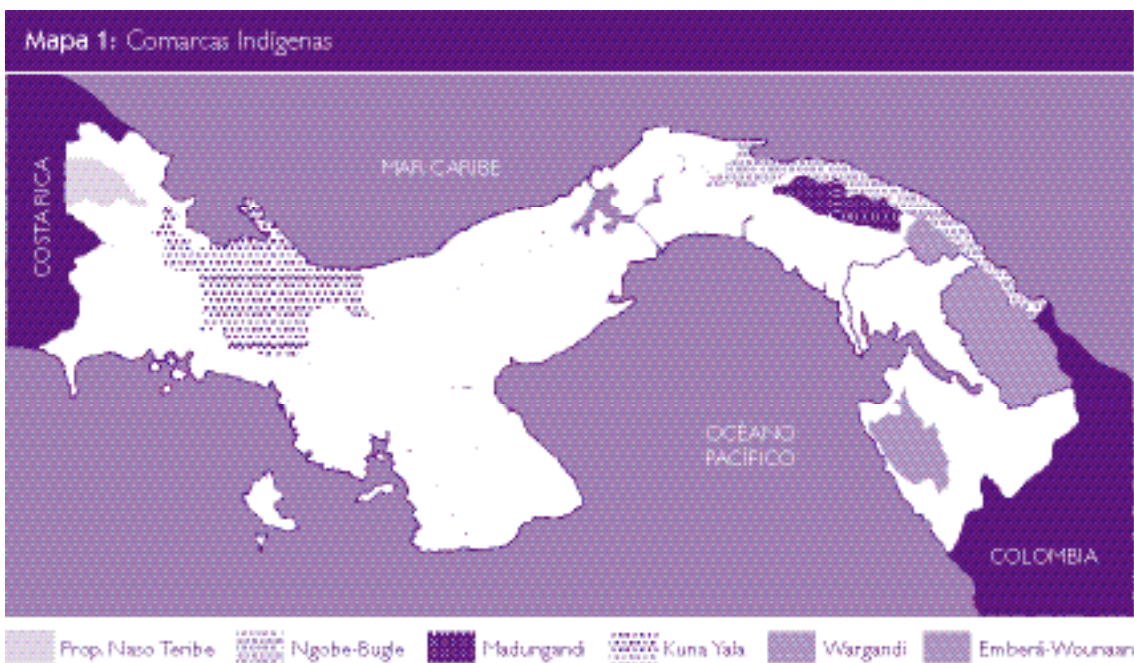 Mapa 1: Comarcas Indígenas
MAR CARIBE
COSTA RICA
OCÉANO
PACÍFICO
COLOMBIA
Prop. Naso Teribe
Ngobe-Bugle
Madungandi
Kuna Yala
Wargandi
Emberá-Wounaan